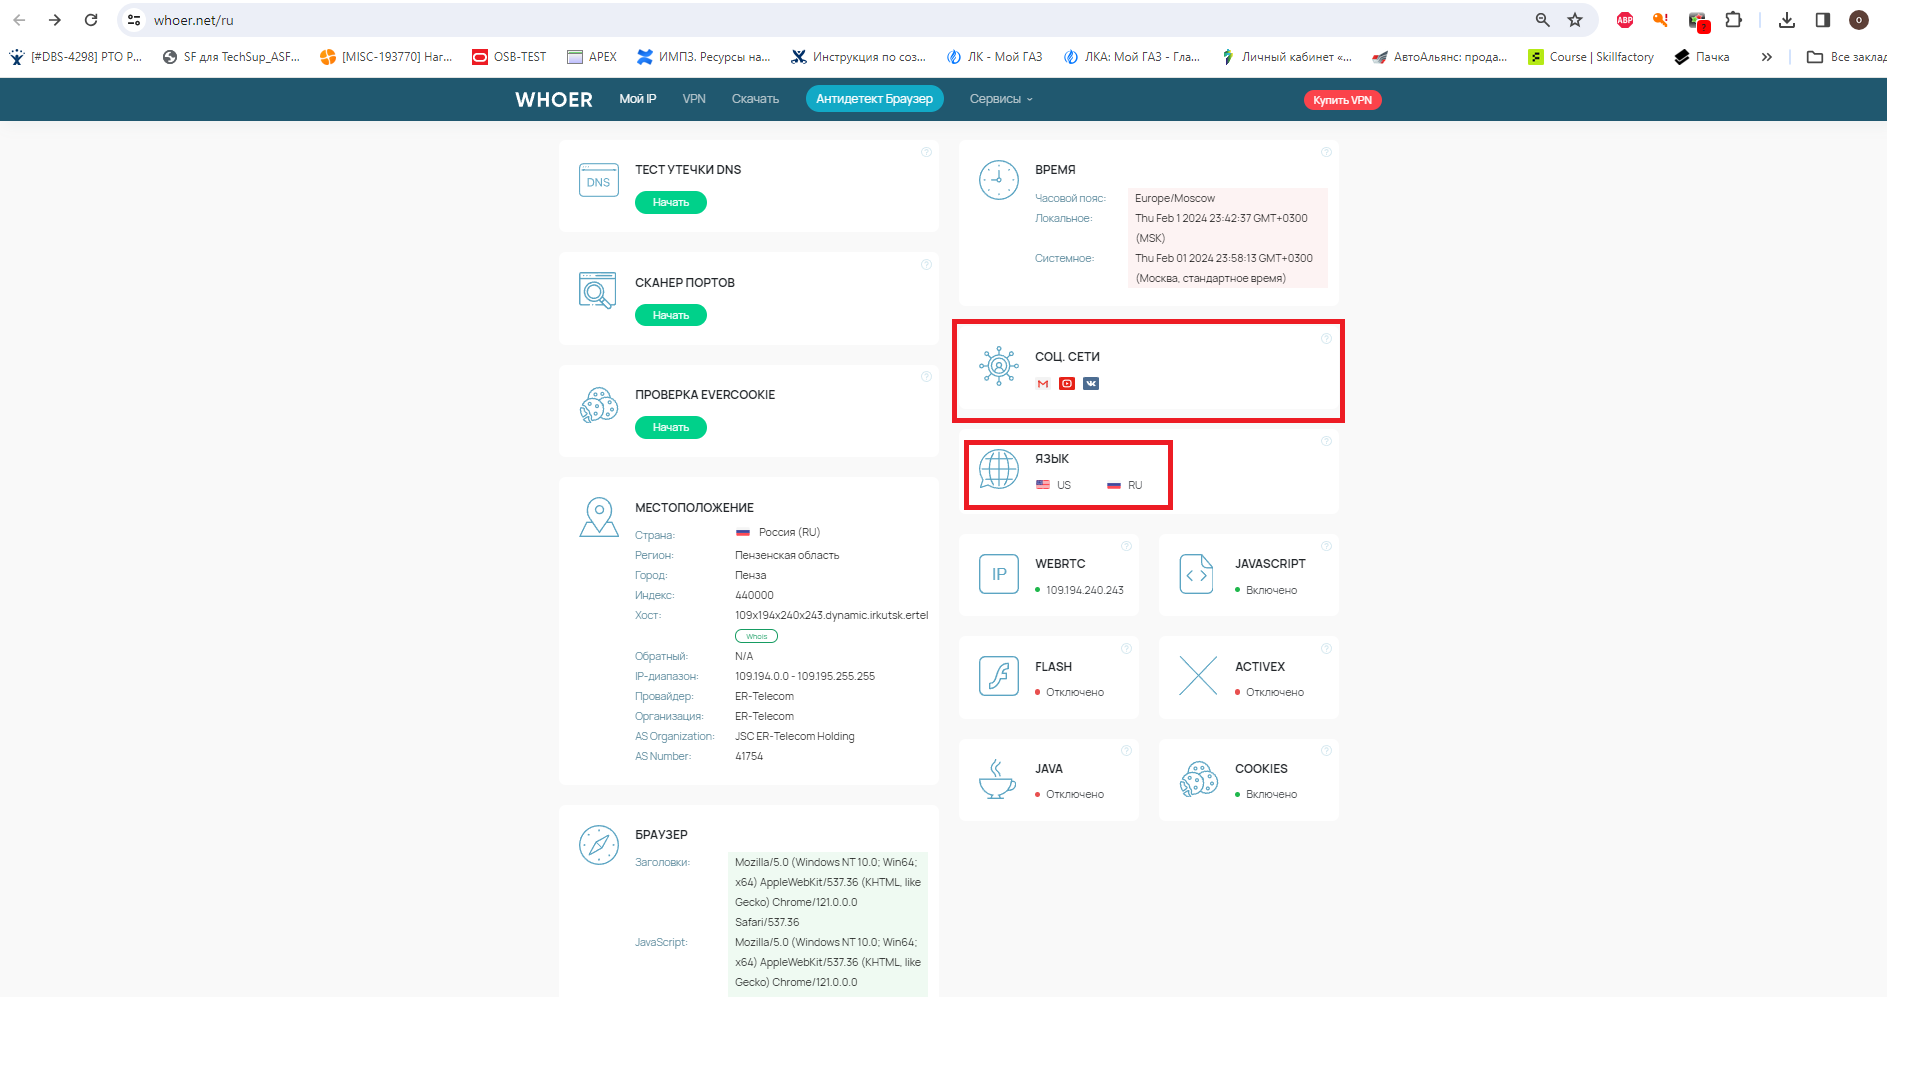 whoer.net/ru
[#DBS-4298] РТО Р...
SF для TechSup_ASF...
[MISC-193770] Наг...
OSB-TEST
APEX
ИМПЗ. Ресурсы на...
Инструкция по соз...
ЛК - Мой ГАЗ
ЛКА: Мой ГАЗ - Гла...
Личный кабинет «...
АвтоАльянс: прода...
Course | Skillfactory
Пачка
»
Все заклад
WHOER
Мой IP
VPN
Скачать
Антидетект Браузер
Сервисы
Купить VPN
DNS
ТЕСТ УТЕЧКИ DNS
Начать
СКАНЕР ПОРТОВ
Начать
ПРОВЕРКА EVERCOOKIE
Начать
МЕСТОПОЛОЖЕНИЕ
Страна: Россия (RU)
Регион: Пензенская область
Город: Пенза
Индекс: 440000
Хост: 109x194x240x243.dynamic.irkutsk.ertel
Whois
Обратный: N/A
IP-диапазон: 109.194.0.0 - 109.195.255.255
Провайдер: ER-Telecom
Организация: ER-Telecom
AS Organization: JSC ER-Telecom Holding
AS Number: 41754
БРАУЗЕР
Заголовки: Mozilla/5.0 (Windows NT 10.0; Win64;
x64) AppleWebKit/537.36 (KHTML, like
Gecko) Chrome/121.0.0.0
Safari/537.36
JavaScript: Mozilla/5.0 (Windows NT 10.0; Win64;
x64) AppleWebKit/537.36 (KHTML, like
Gecko) Chrome/121.0.0.0
ВРЕМЯ
Часовой пояс: Europe/Moscow
Локальное: Thu Feb 1 2024 23:42:37 GMT+0300
(MSK)
Системное: Thu Feb 01 2024 23:58:13 GMT+0300
(Москва, стандартное время)
СОЦ. СЕТИ
ЯЗЫК
US RU
IP
WEBRTC
109.194.240.243
JAVASCRIPT
Включено
FLASH
Отключено
ACTIVEX
Отключено
JAVA
Отключено
COOKIES
Включено
ABP
?
O